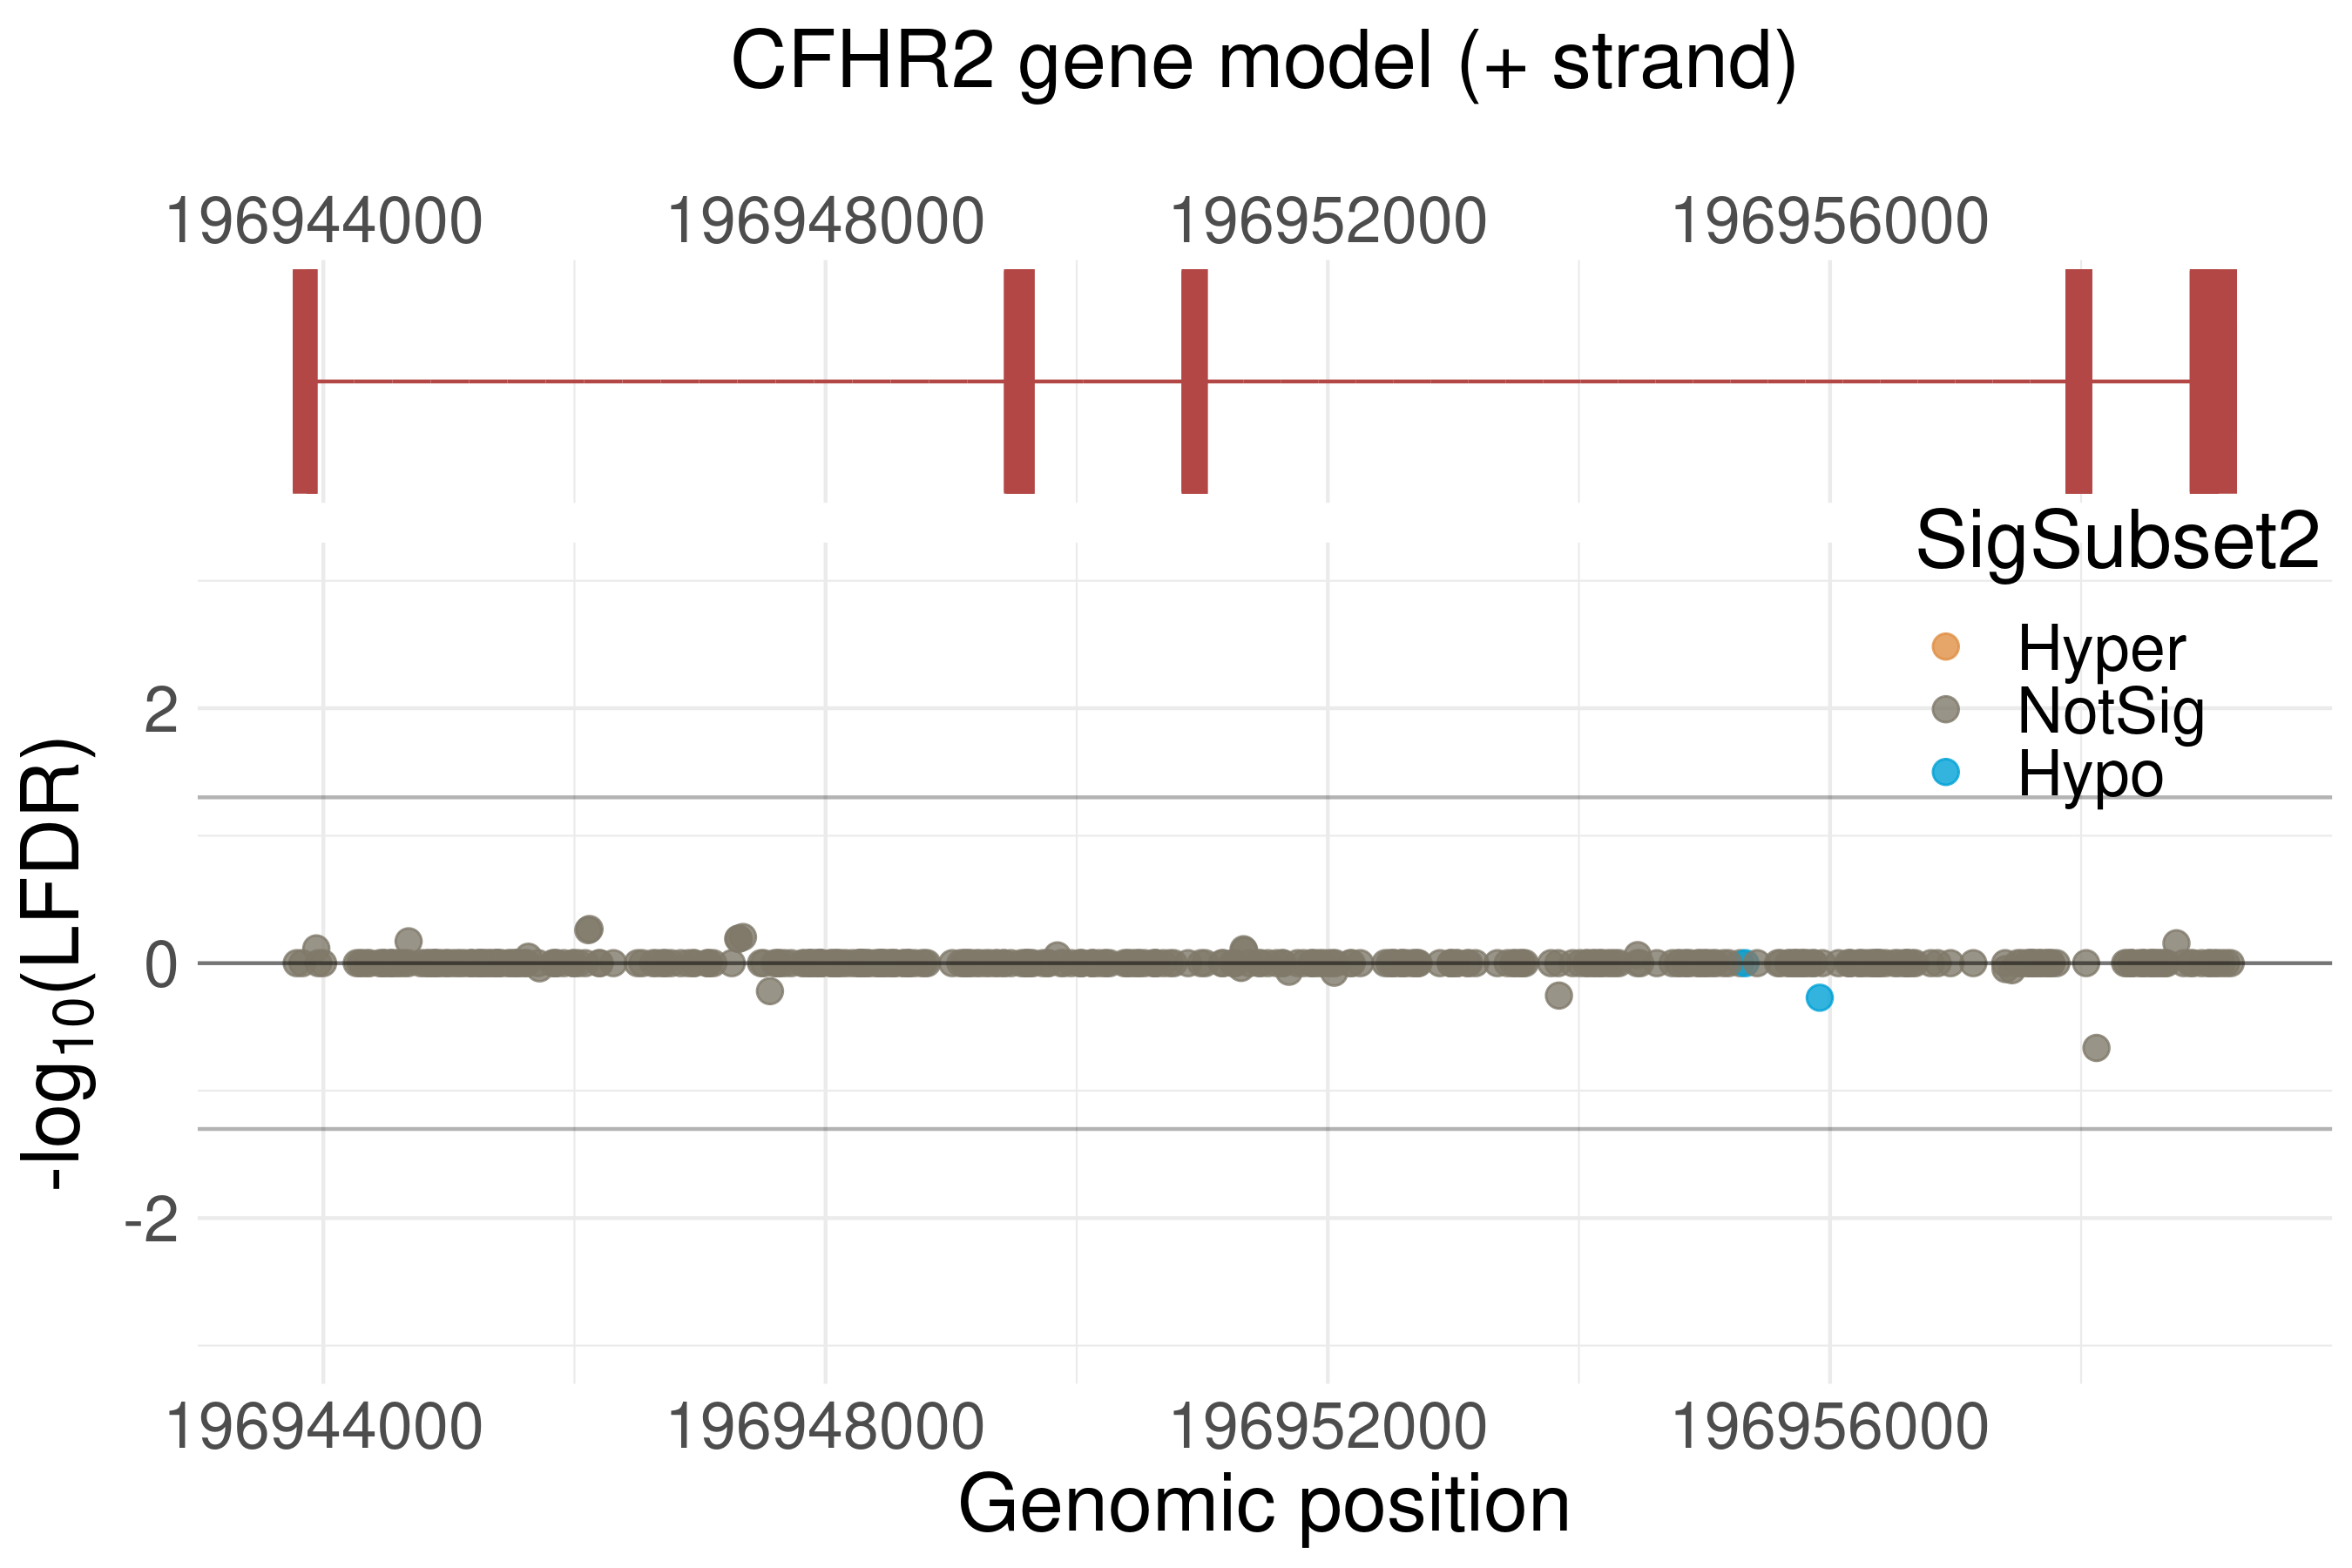 CFHR2 gene model (+ strand)
196944000 196948000 196952000 196956000
SigSubset2
Hyper
NotSig
Hypo
2
0
-2
-log10(LFDR)
196944000 196948000 196952000 196956000
Genomic position